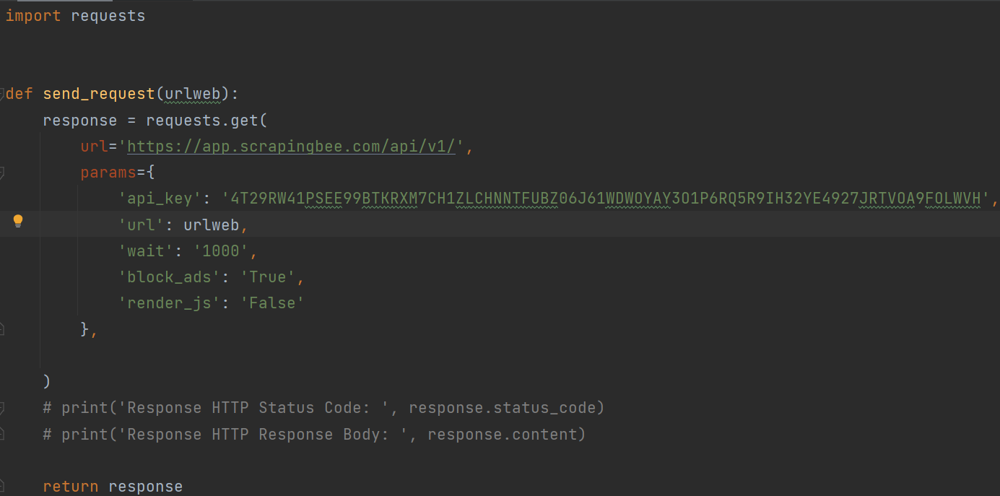 import requests
def send_request(urlweb):
    response = requests.get(
        url='https://app.scrapingbee.com/api/v1/',
        params={
            'api_key': '4T29RW41PSEE99BTKRXM7CH1ZLCHNNTFUBZ06J61WDWOYAY3O1P6RQ5R9IH32YE4927JRTVOA9FOLWVH',
            'url': urlweb,
            'wait': '1000',
            'block_ads': 'True',
            'render_js': 'False'
        },
    )
    # print('Response HTTP Status Code: ', response.status_code)
    # print('Response HTTP Response Body: ', response.content)
    return response